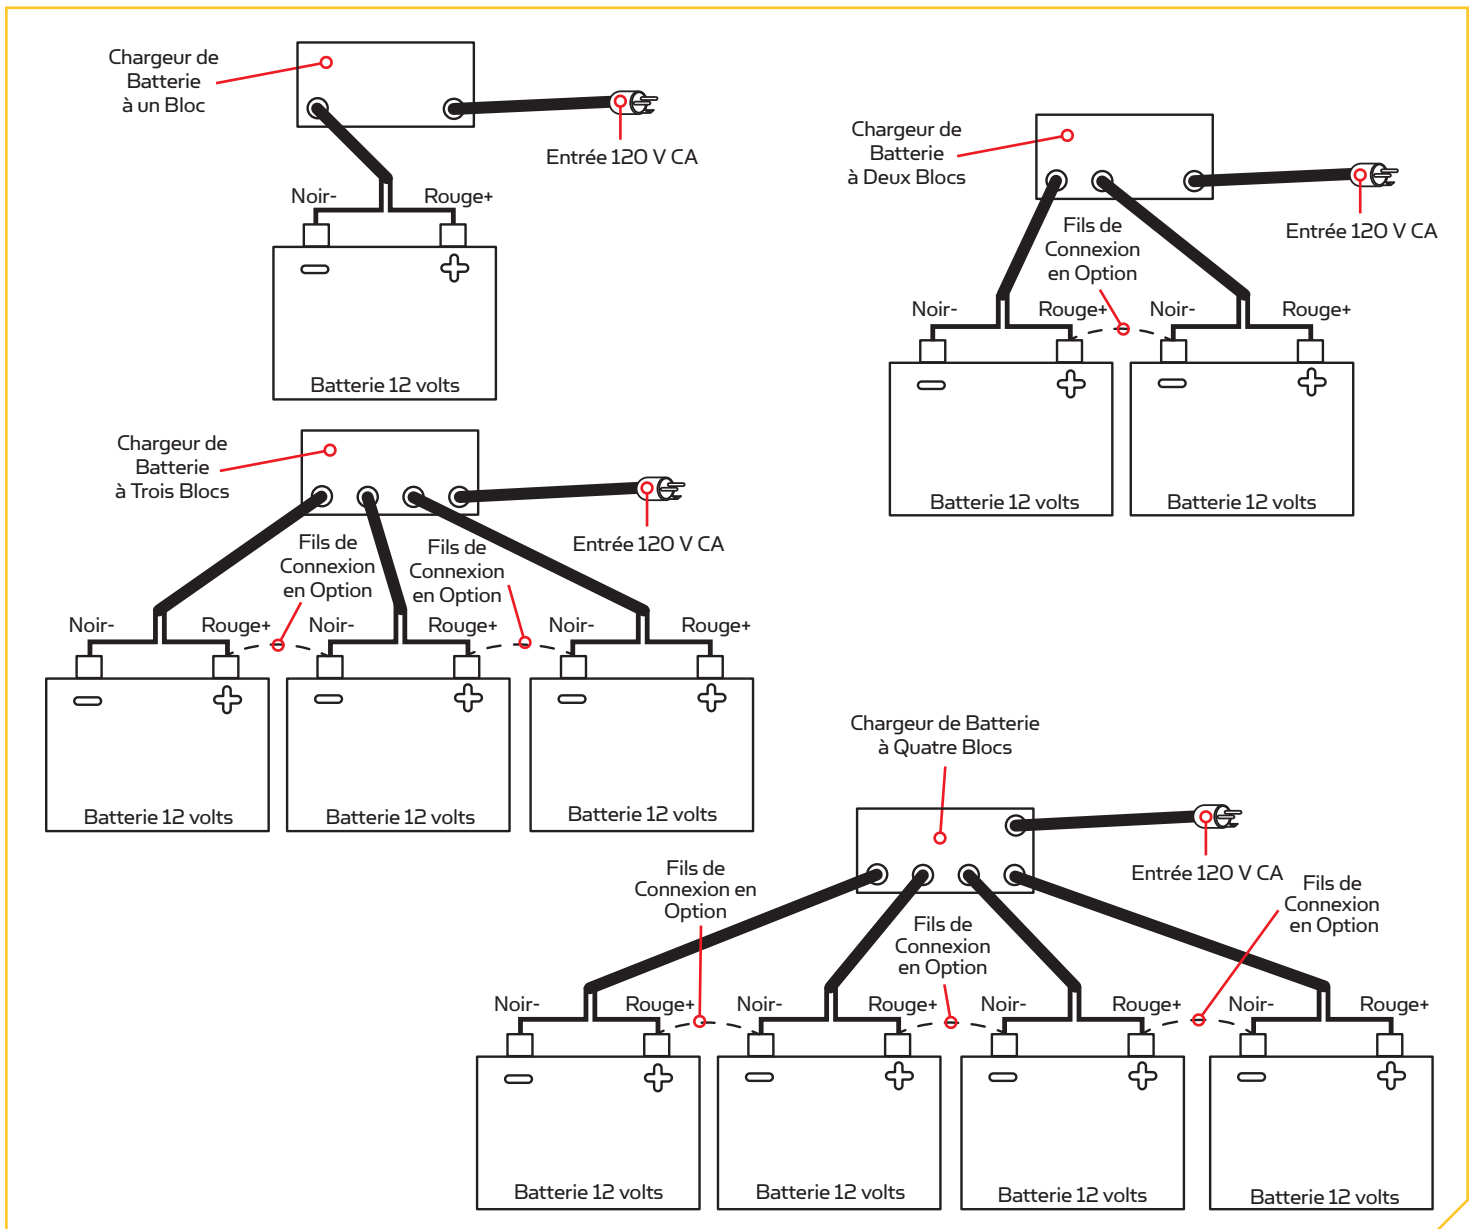 Chargeur de
Batterie
à un Bloc
Entrée 120 V CA
Noir-
Rouge+
Batterie 12 volts
Chargeur de
Batterie
à Deux Blocs
Entrée 120 V CA
Fils de
Connexion
en Option
Noir-
Rouge+
Noir-
Rouge+
Batterie 12 volts
Batterie 12 volts
Chargeur de
Batterie
à Trois Blocs
Entrée 120 V CA
Fils de
Connexion
en Option
Fils de
Connexion
en Option
Noir-
Rouge+
Noir-
Rouge+
Noir-
Rouge+
Batterie 12 volts
Batterie 12 volts
Batterie 12 volts
Chargeur de Batterie
à Quatre Blocs
Entrée 120 V CA
Fils de
Connexion en
Option
Fils de
Connexion
en Option
Fils de
Connexion
en Option
Noir-
Rouge+
Noir-
Rouge+
Noir-
Rouge+
Noir-
Rouge+
Batterie 12 volts
Batterie 12 volts
Batterie 12 volts
Batterie 12 volts